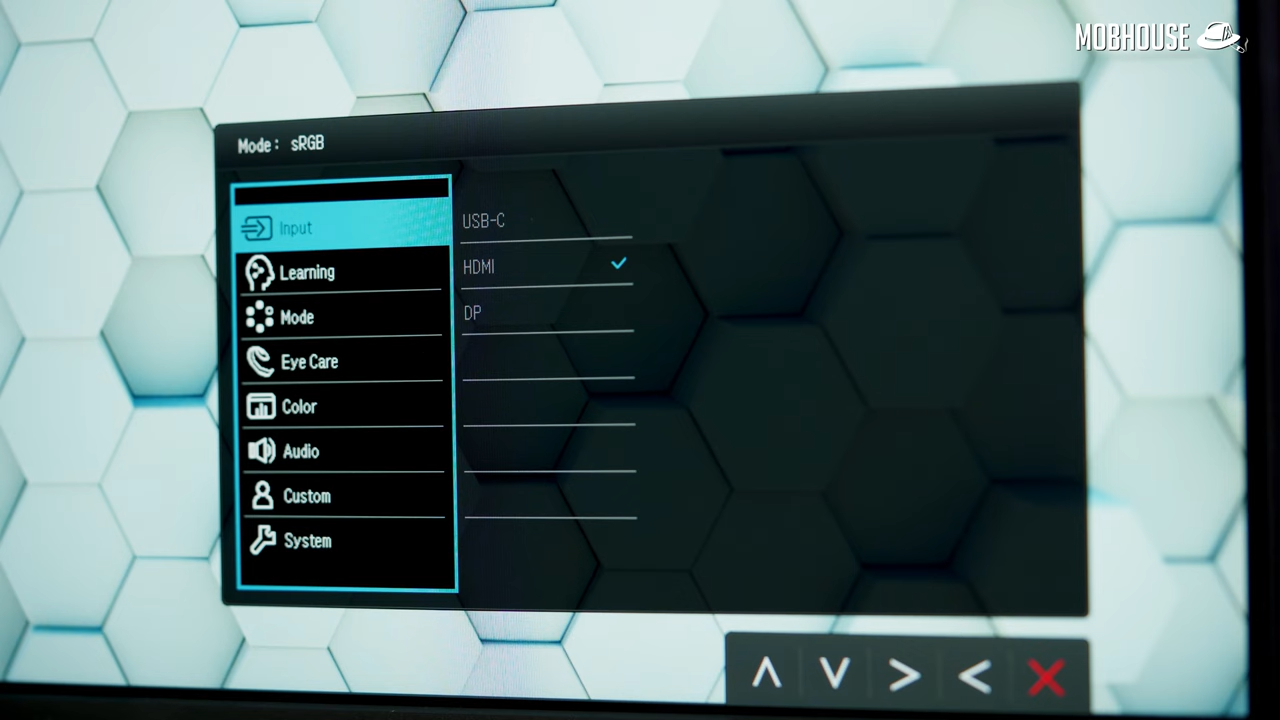 MOBHOUSE
Mode: sRGB
Input
Learning
Mode
Eye Care
Color
Audio
Custom
System
USB-C
HDMI
DP